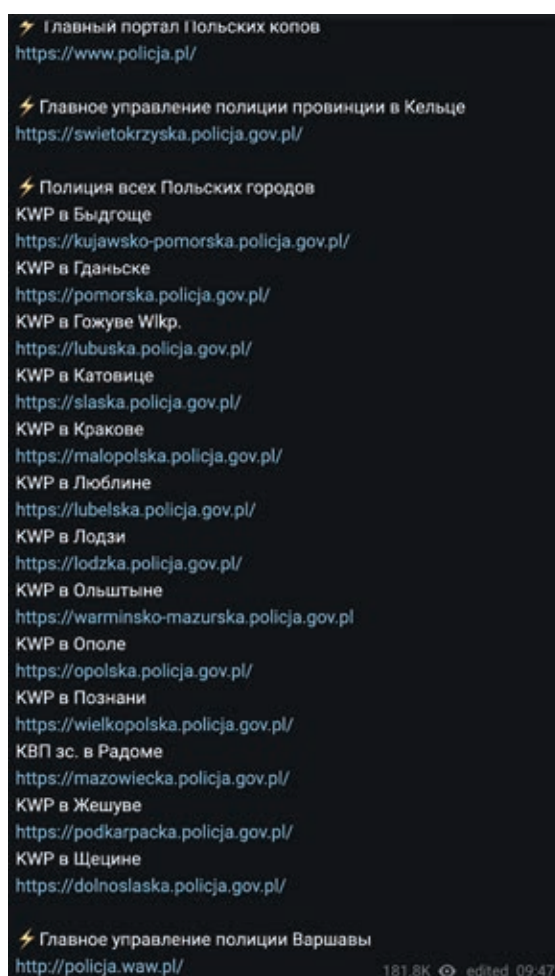 ⚡ Главный портал Польских копов
https://www.policja.pl/
⚡ Главное управление полиции провинции в Кельце
https://swietokrzyska.policja.gov.pl/
⚡ Полиция всех Польских городов
KWP в Быдгоще
https://kujawsko-pomorska.policja.gov.pl/
KWP в Гданьске
https://pomorska.policja.gov.pl/
KWP в Гожуве Wlkp.
https://lubuska.policja.gov.pl/
KWP в Катовице
https://slaska.policja.gov.pl/
KWP в Кракове
https://malopolska.policja.gov.pl/
KWP в Люблине
https://lubelska.policja.gov.pl/
KWP в Лодзи
https://lodzka.policja.gov.pl/
KWP в Ольштыне
https://warminsko-mazurska.policja.gov.pl
KWP в Ополе
https://opolska.policja.gov.pl/
KWP в Познани
https://wielkopolska.policja.gov.pl/
КВП зс. в Радоме
https://mazowiecka.policja.gov.pl/
KWP в Жешуве
https://podkarpacka.policja.gov.pl/
KWP в Щецине
https://dolnoslaska.policja.gov.pl/
⚡ Главное управление полиции Варшавы
http://policja.waw.pl/
181.8K edited 09:47